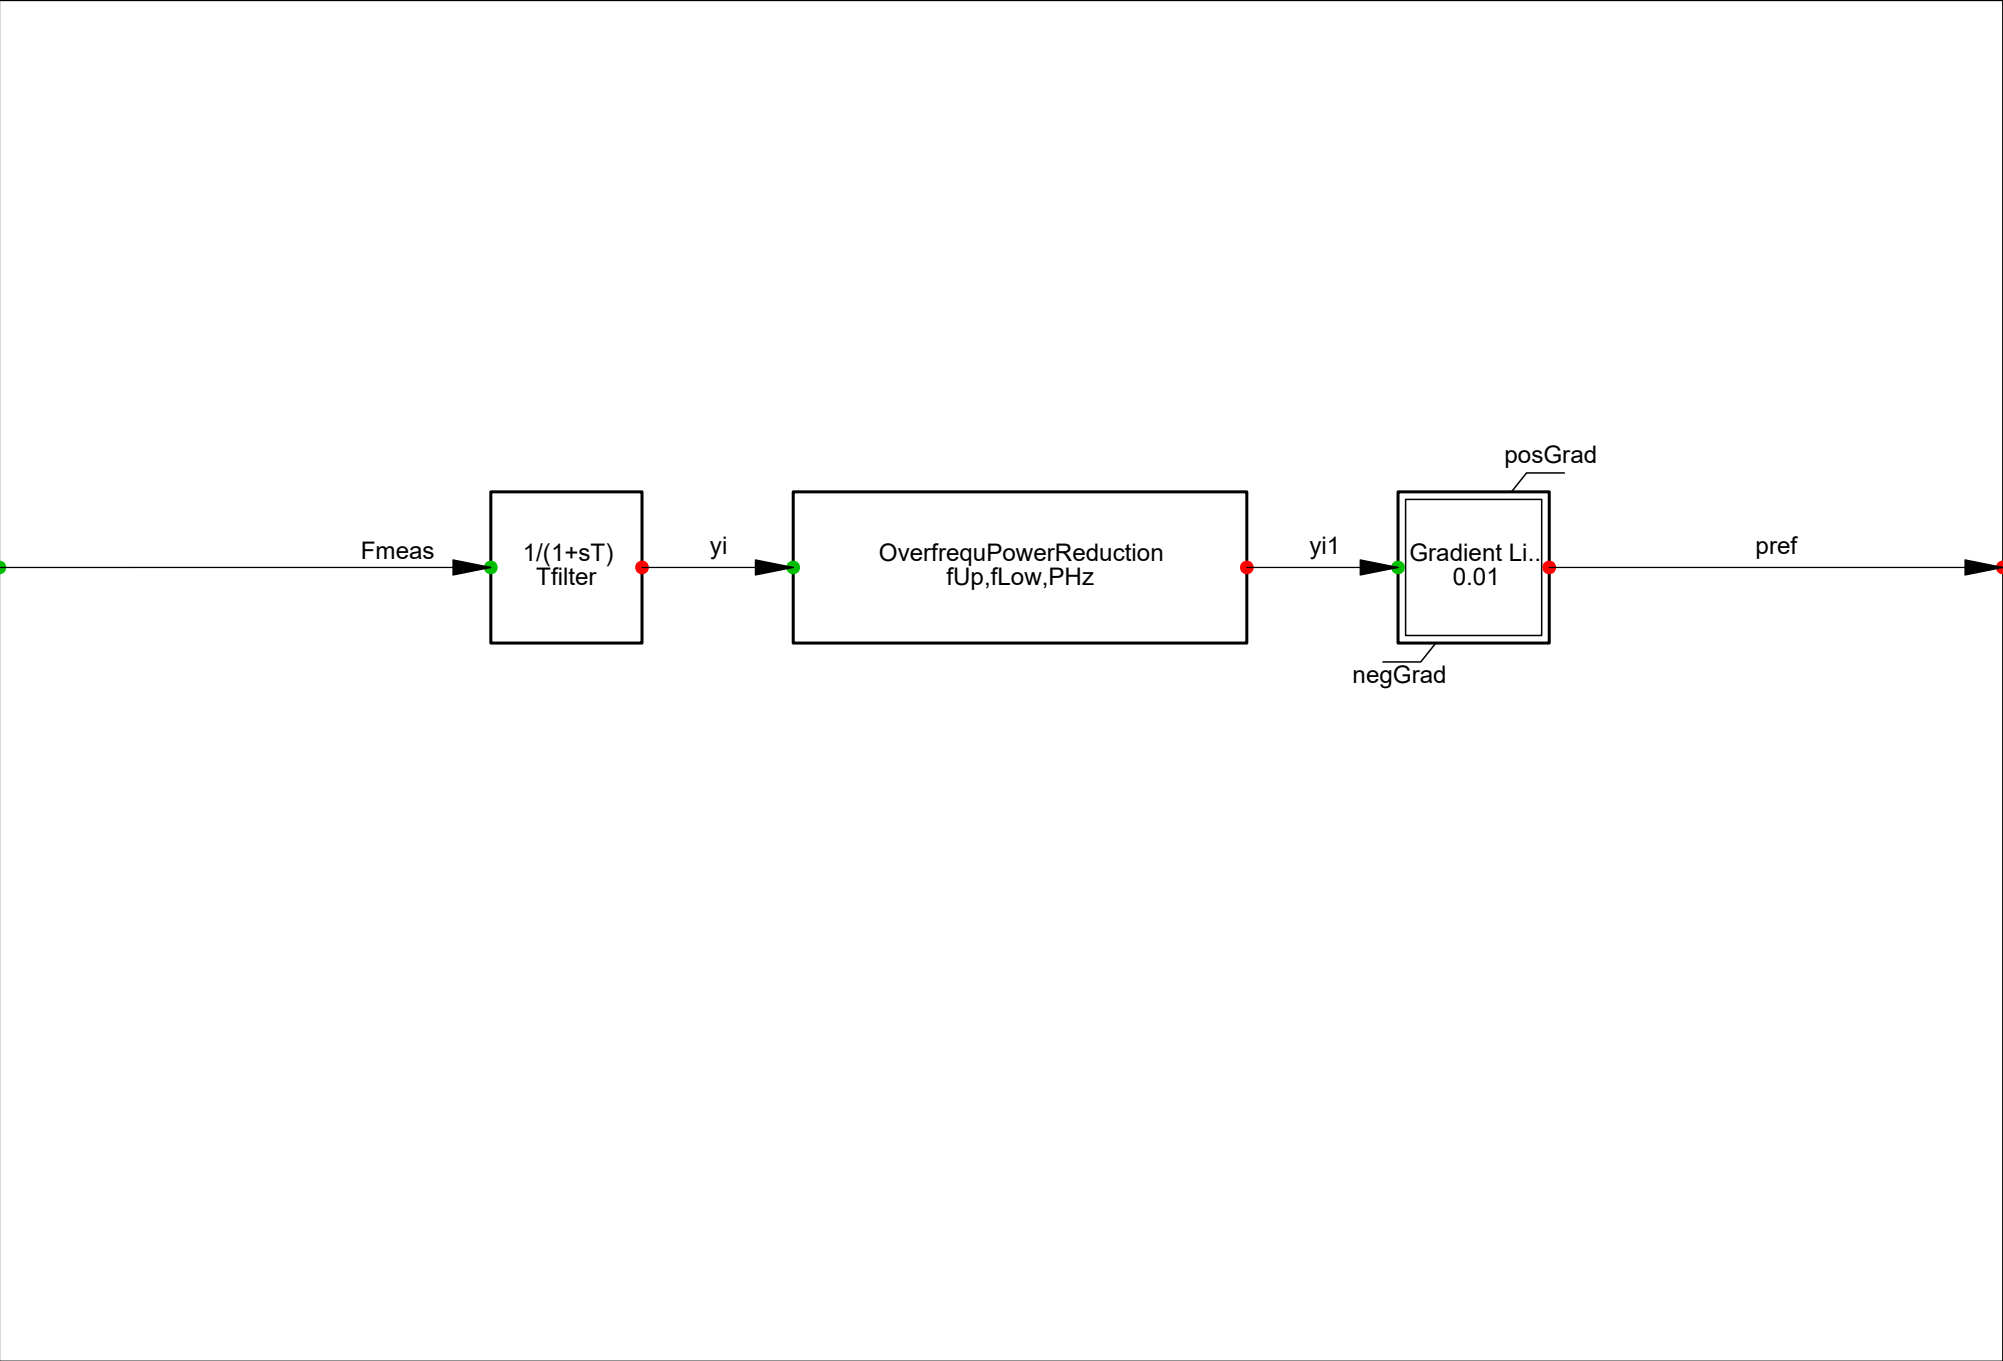 posGrad
Fmeas
1/(1+sT)
Tfilter
yi
OverfrequPowerReduction
fUp,fLow,PHz
yi1
Gradient Li..
0.01
pref
negGrad